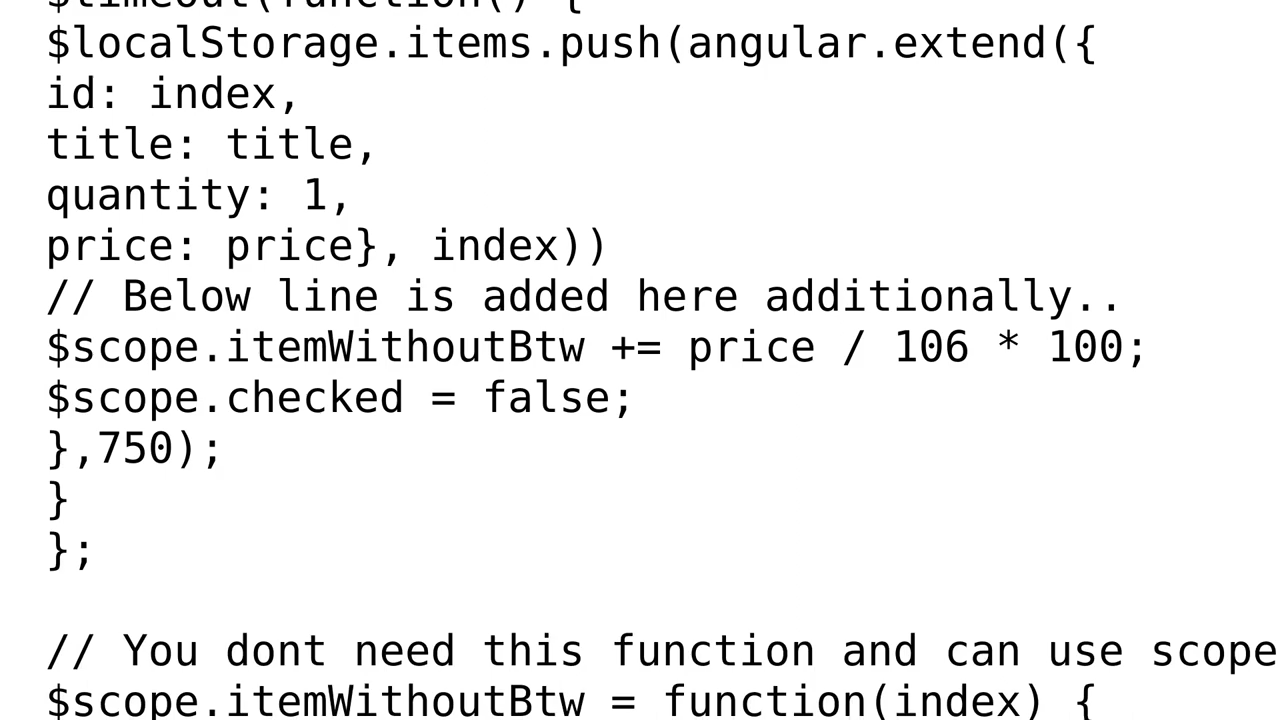 $timeout(function() {
$localStorage.items.push(angular.extend({
id: index,
title: title,
quantity: 1,
price: price}, index))
// Below line is added here additionally..
$scope.itemWithoutBtw += price / 106 * 100;
$scope.checked = false;
},750);
}
};
// You dont need this function and can use scope
$scope.itemWithoutBtw = function(index) {